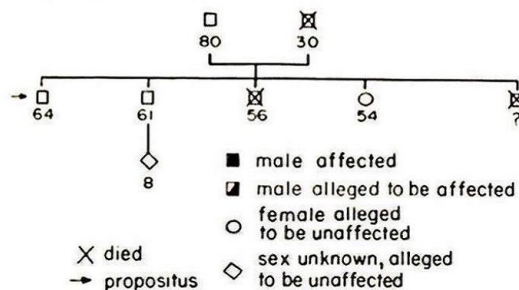 80 30
64 61 56 54 ?
8
male affected
male alleged to be affected
female alleged
to be unaffected
died
propositus
sex unknown, alleged
to be unaffected